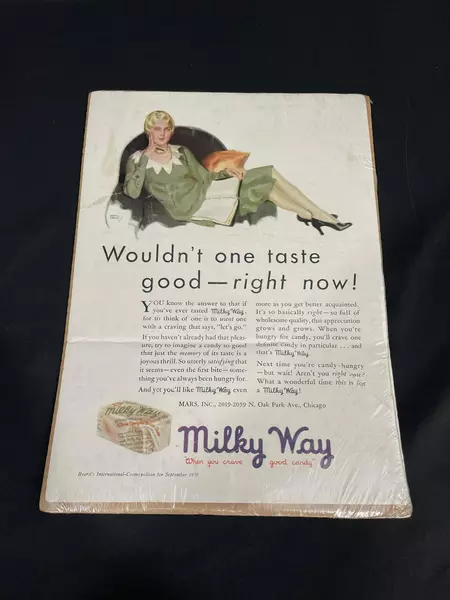 Wouldn't one taste
good—right now!
YOU know the answer to that if
you've ever tasted Milky Way,
for to think of one is to want one
with a craving that says, "let's go."
If you haven't already had that pleas-
ure, try to imagine a candy so good
that just the memory of its taste is a
joyous thrill. So utterly satisfying that
it seems—even the first bite—some-
thing you've always been hungry for.
And yet you'll like Milky Way even
more as you get better acquainted.
It's so basically right—so full of
wholesome quality, that appreciation
grows and grows. When you're
hungry for candy, you'll crave one
definite candy in particular . . . and
that's Milky Way.
Next time you're candy-hungry
—but wait! Aren't you right now?
What a wonderful time this is for
a Milky Way!
MARS, INC., 2019-2059 N. Oak Park Ave., Chicago
Milky Way
Milky Way
"When you crave good candy"
Hearst's International-Cosmopolitan for September